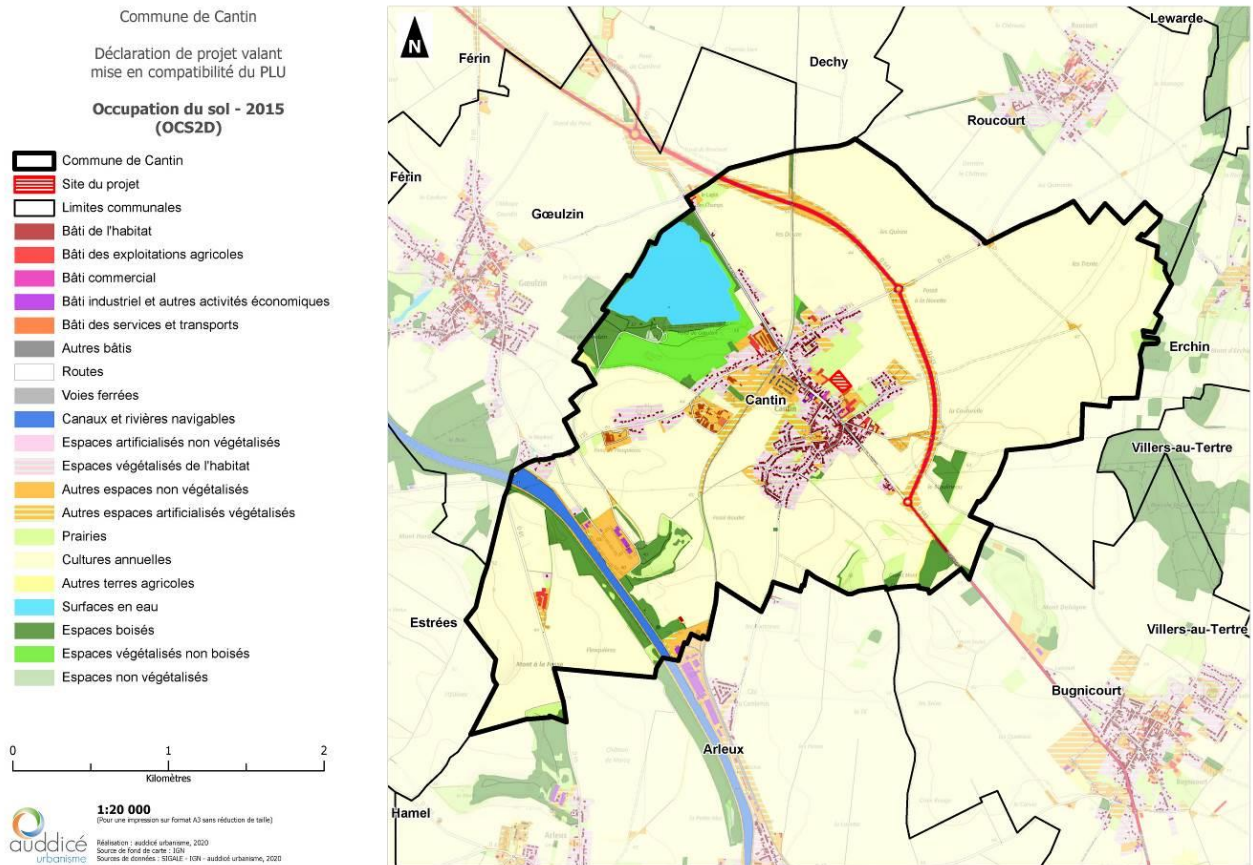 Commune de Cantin
Déclaration de projet valant
mise en compatibilité du PLU
Occupation du sol - 2015
(OCS2D)
Commune de Cantin
Site du projet
Limites communales
Bâti de l'habitat
Bâti des exploitations agricoles
Bâti commercial
Bâti industriel et autres activités économiques
Bâti des services et transports
Autres bâtis
Routes
Voies ferrées
Canaux et rivières navigables
Espaces artificialisés non végétalisés
Espaces végétalisés de l'habitat
Autres espaces non végétalisés
Autres espaces artificialisés végétalisés
Prairies
Cultures annuelles
Autres terres agricoles
Surfaces en eau
Espaces boisés
Espaces végétalisés non boisés
Espaces non végétalisés
0 1 2
Kilomètres
1:20 000
(Pour une impression sur format A3 sans réduction de taille)
auddicé
urbanisme
Réalisation : auddicé urbanisme, 2020
Source de fond de carte : IGN
Sources de données : SIGALE - IGN - auddicé urbanisme, 2020
N
Lewarde
Férin
Dechy
Roucourt
Férin
Gœulzin
Erchin
Cantin
Villers-au-Tertre
Estrées
Villers-au-Tertre
Bugnicourt
Arleux
Hamel